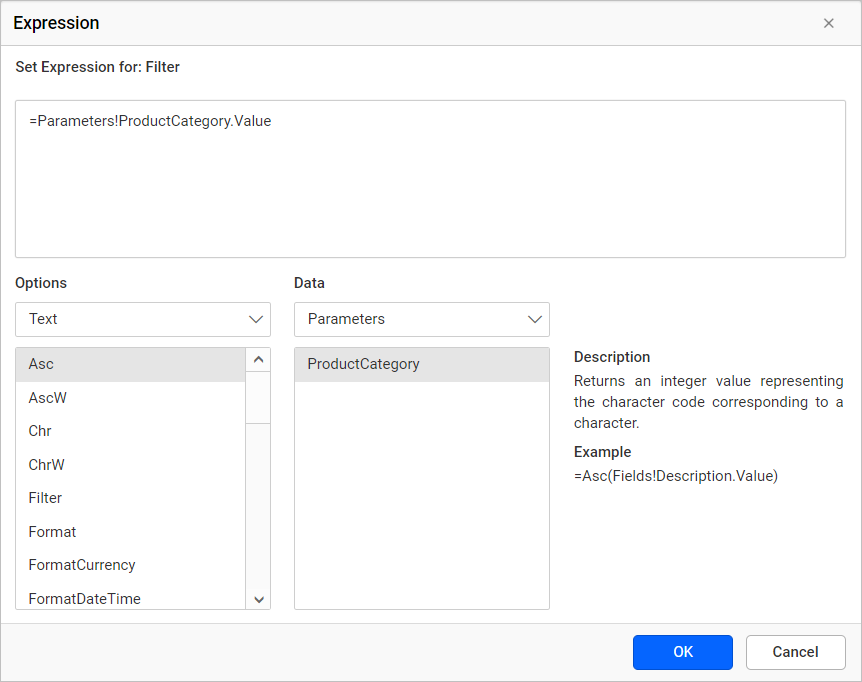 Expression
Set Expression for: Filter
=Parameters!ProductCategory.Value
Options
Data
Text
Parameters
Asc
AscW
Chr
ChrW
Filter
Format
FormatCurrency
FormatDateTime
ProductCategory
Description
Returns an integer value representing
the character code corresponding to a
character.
Example
=Asc(Fields!Description.Value)
OK
Cancel